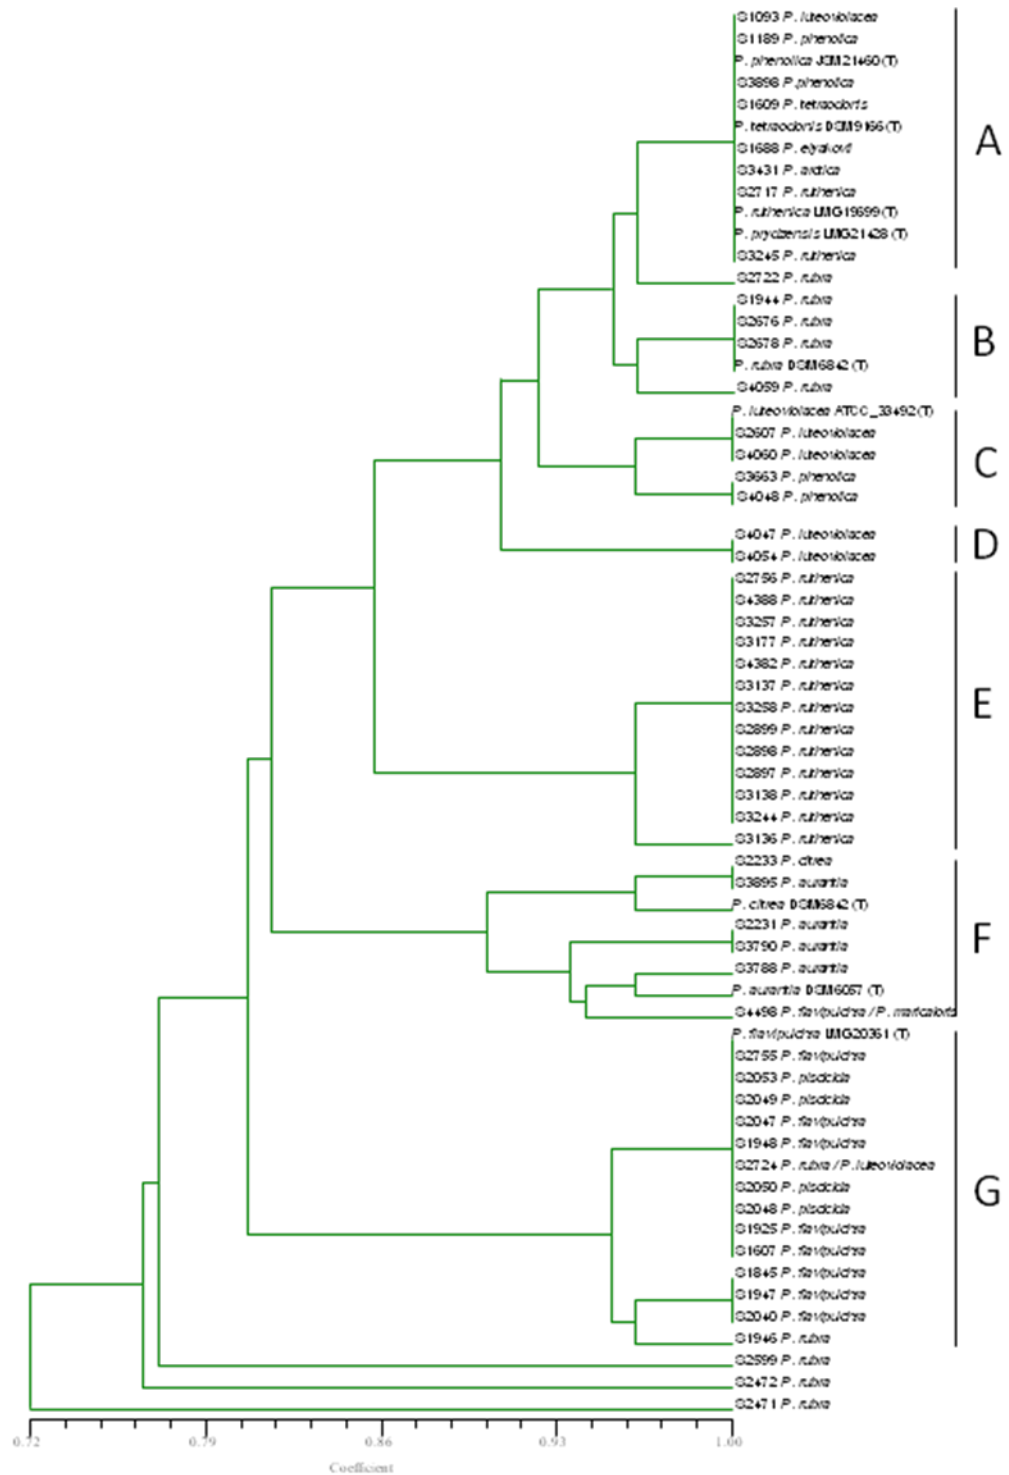 S1093 P. luteoviolacea
S1189 P. phenolica
P. phenolica JCM21460 (T)
S3898 P. phenolica
S1609 P. tetraodonis
P. tetraodonis DSM9166 (T)
S1688 P. elyakovi
S3431 P. arctica
S2717 P. ruthenica
P. ruthenica LMG19699 (T)
P. prydzensis LMG21428 (T)
S3245 P. ruthenica
A
S2722 P. rubra
S1944 P. rubra
S2676 P. rubra
S2678 P. rubra
P. rubra DSM6842 (T)
S4059 P. rubra
B
P. luteoviolacea ATCC_33492 (T)
S2607 P. luteoviolacea
S4060 P. luteoviolacea
S3663 P. phenolica
S4048 P. phenolica
C
S4047 P. luteoviolacea
S4054 P. luteoviolacea
D
S2756 P. ruthenica
S4388 P. ruthenica
S3257 P. ruthenica
S3177 P. ruthenica
S4382 P. ruthenica
S3137 P. ruthenica
S3258 P. ruthenica
S2899 P. ruthenica
S2898 P. ruthenica
S2897 P. ruthenica
S3138 P. ruthenica
S3244 P. ruthenica
S3136 P. ruthenica
E
S2233 P. citrea
S3895 P. aurantia
P. citrea DSM6842 (T)
S2231 P. aurantia
S3790 P. aurantia
S3788 P. aurantia
P. aurantia DSM6057 (T)
S4498 P. flavipulchra / P. maricaloris
F
P. flavipulchra LMG20361 (T)
S2755 P. flavipulchra
S2053 P. piscicida
S2049 P. piscicida
S2047 P. flavipulchra
S1948 P. flavipulchra
S2724 P. rubra / P. luteoviolacea
S2050 P. piscicida
S2048 P. piscicida
S1925 P. flavipulchra
S1607 P. flavipulchra
S1845 P. flavipulchra
S1947 P. flavipulchra
S2040 P. flavipulchra
S1946 P. rubra
G
S2599 P. rubra
S2472 P. rubra
S2471 P. rubra
0.72 0.79 0.86 0.93 1.00
Coefficient